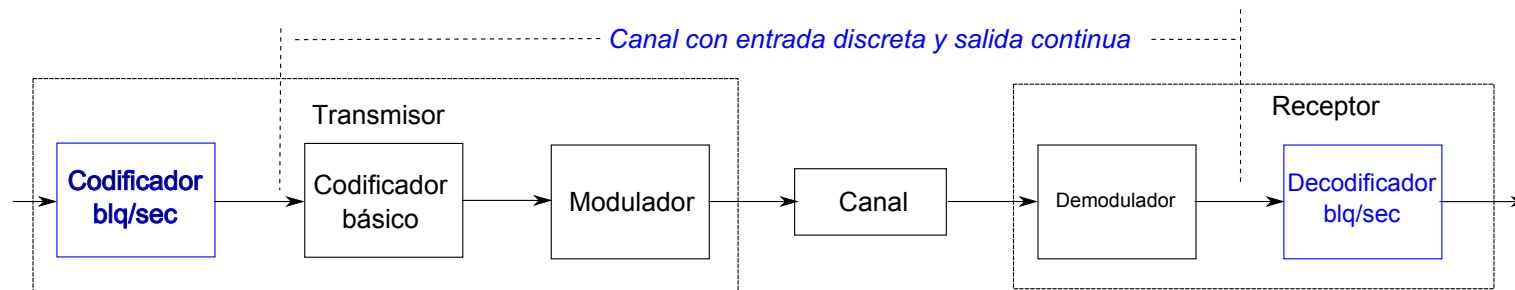 Canal con entrada discreta y salida continua
Transmisor
Receptor
Codificador
blq/sec
Codificador
básico
Modulador
Canal
Demodulador
Decodificador
blq/sec